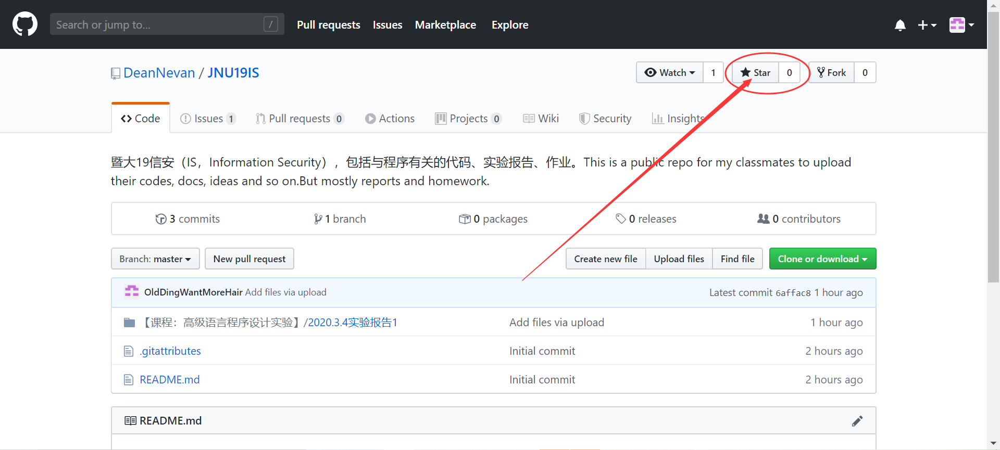 Search or jump to... / Pull requests Issues Marketplace Explore
DeanNevan / JNU19IS Watch 1 Star 0 Fork 0
Code Issues 1 Pull requests 0 Actions Projects 0 Wiki Security Insights
暨大19信安（IS，Information Security），包括与程序有关的代码、实验报告、作业。This is a public repo for my classmates to upload
their codes, docs, ideas and so on.But mostly reports and homework.
3 commits 1 branch 0 packages 0 releases 0 contributors
Branch: master New pull request Create new file Upload files Find file Clone or download
OldDingWantMoreHair Add files via upload Latest commit 6affac8 1 hour ago
【课程：高级语言程序设计实验】/2020.3.4实验报告1 Add files via upload 1 hour ago
.gitattributes Initial commit 2 hours ago
README.md Initial commit 2 hours ago
README.md